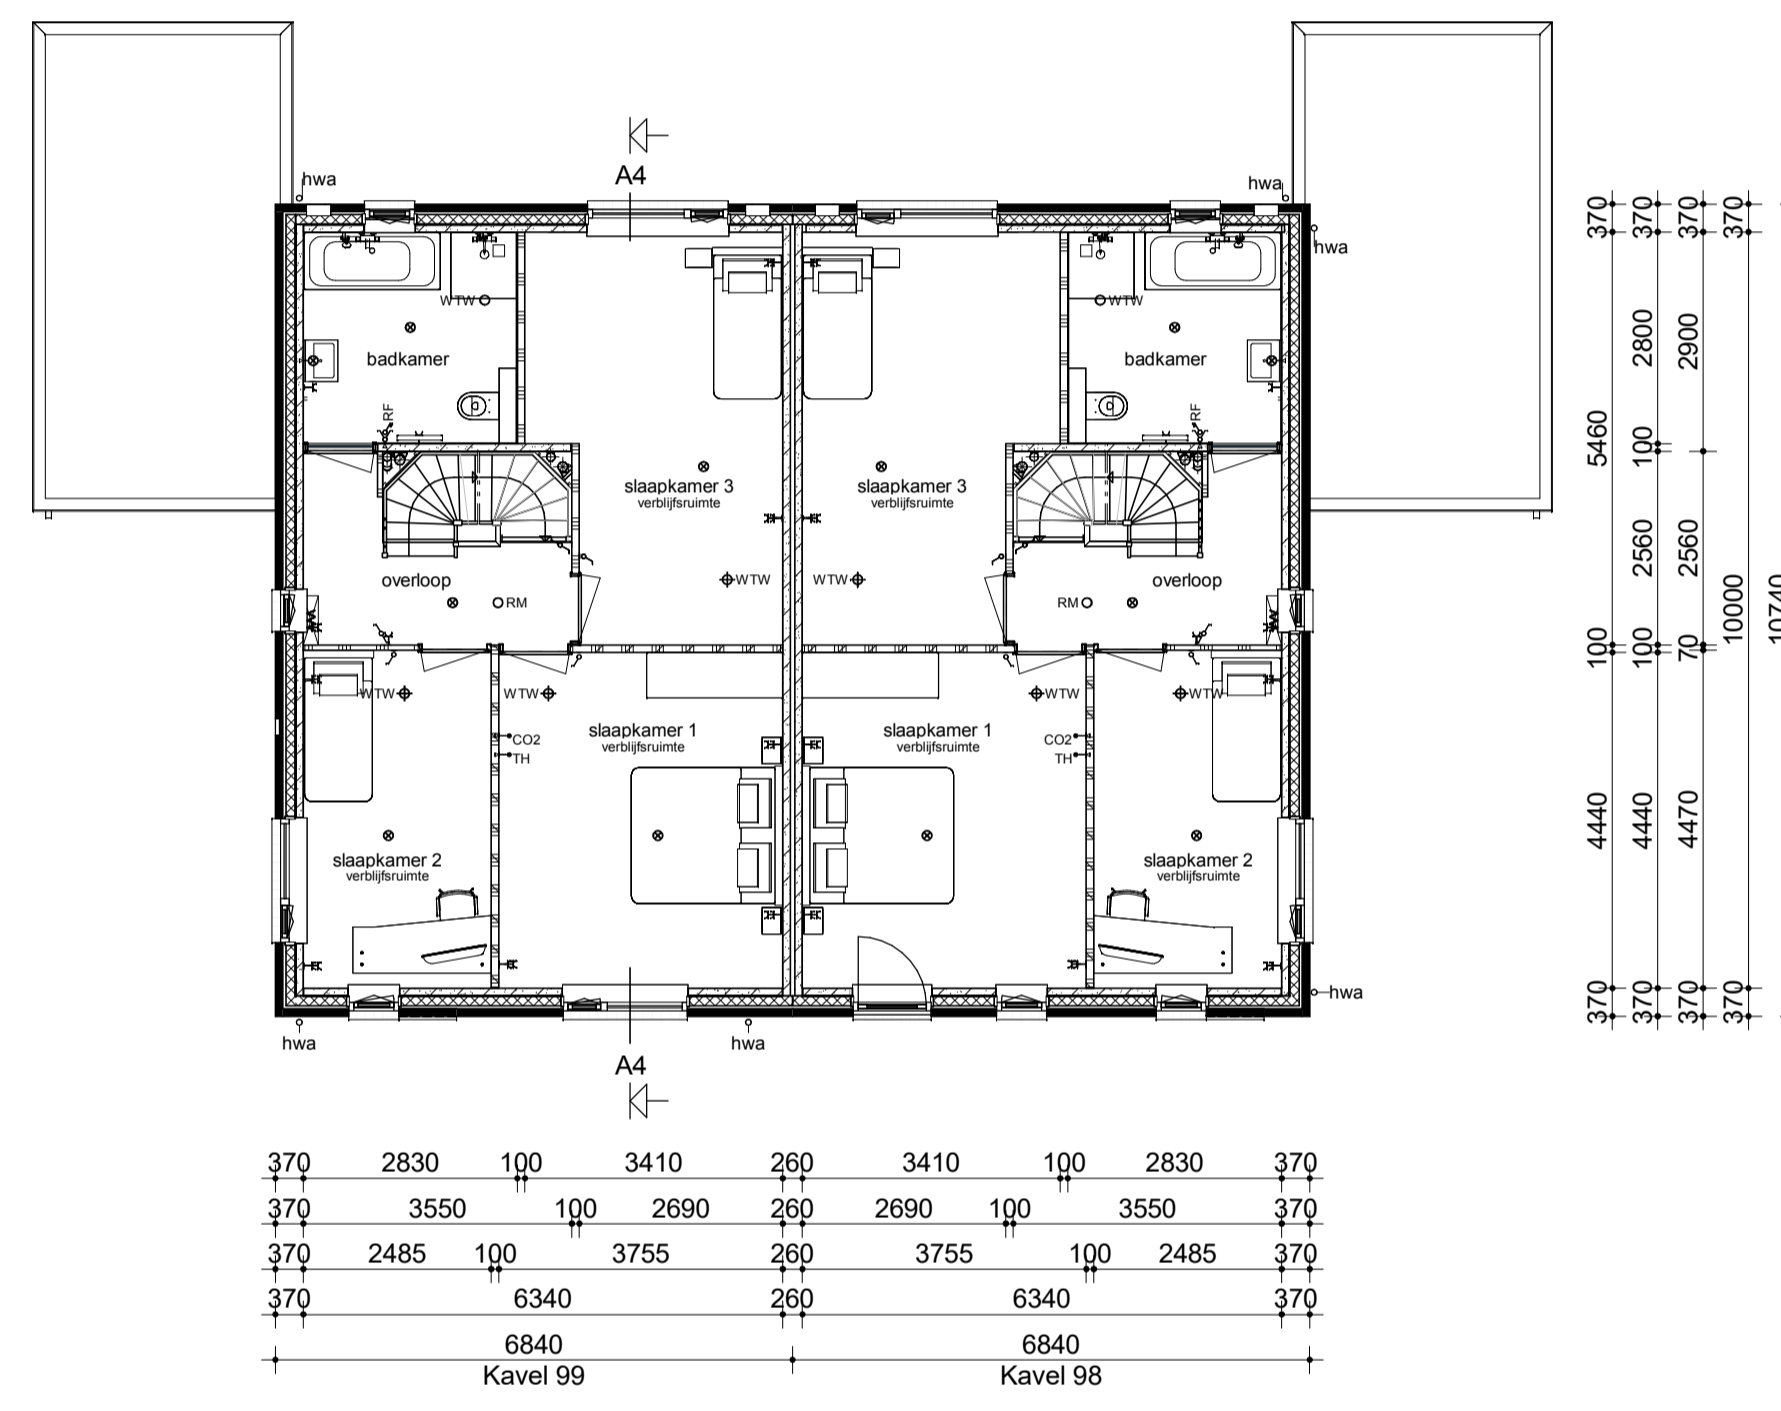 A4
hwa
hwa
hwa
WTW
WTW
badkamer
badkamer
RF
RF
slaapkamer 3
verblijfsruimte
slaapkamer 3
verblijfsruimte
overloop
WTW
WTW
overloop
RM
RM
WTW
WTW
WTW
WTW
slaapkamer 1
verblijfsruimte
slaapkamer 1
verblijfsruimte
CO2
TH
CO2
TH
slaapkamer 2
verblijfsruimte
slaapkamer 2
verblijfsruimte
hwa
hwa
hwa
A4
370 370 370 370
2800 2900
5460 100
2560 2560
10000 10740
100 100 70
4440 4440 4470
370 370 370 370
370 2830 100 3410 260 3410 100 2830 370
370 3550 100 2690 260 2690 100 3550 370
370 2485 100 3755 260 3755 100 2485 370
370 6340 260 6340 370
6840 6840
Kavel 99 Kavel 98